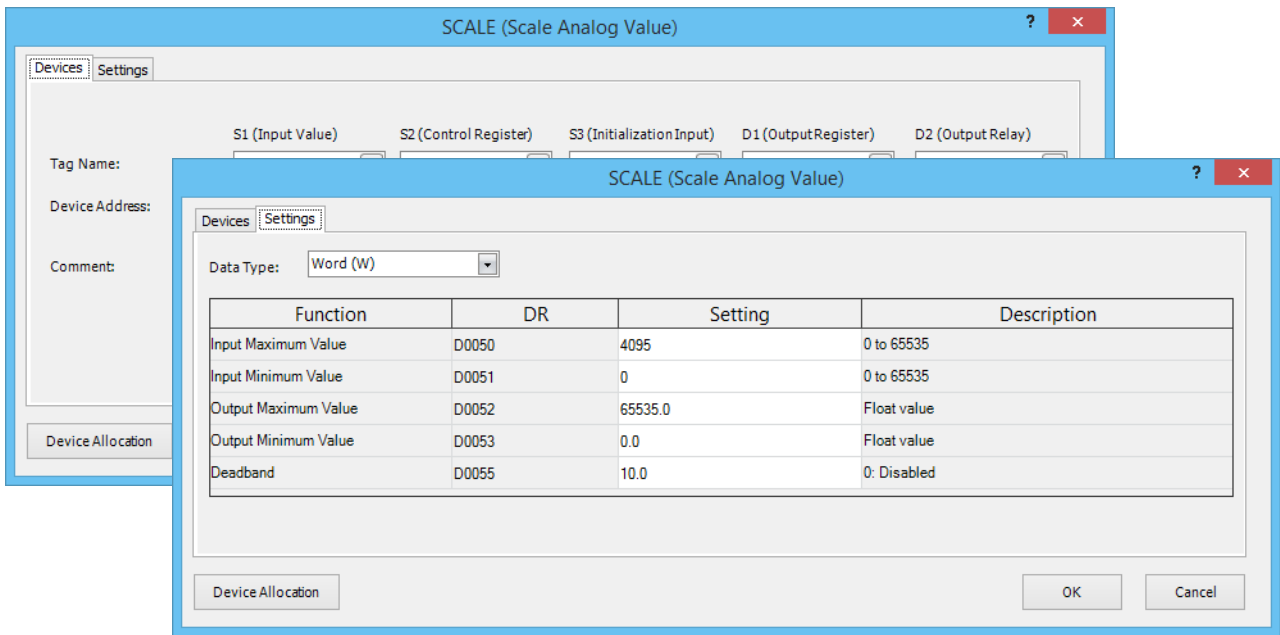 SCALE (Scale Analog Value)
? ×
Devices Settings
S1 (Input Value) S2 (Control Register) S3 (Initialization Input) D1 (Output Register) D2 (Output Relay)
Tag Name:
Device Address:
Comment:
Device Allocation
SCALE (Scale Analog Value)
? ×
Devices Settings
Data Type: Word (W)
Function DR Setting Description
Input Maximum Value D0050 4095 0 to 65535
Input Minimum Value D0051 0 0 to 65535
Output Maximum Value D0052 65535.0 Float value
Output Minimum Value D0053 0.0 Float value
Deadband D0055 10.0 0: Disabled
Device Allocation OK Cancel